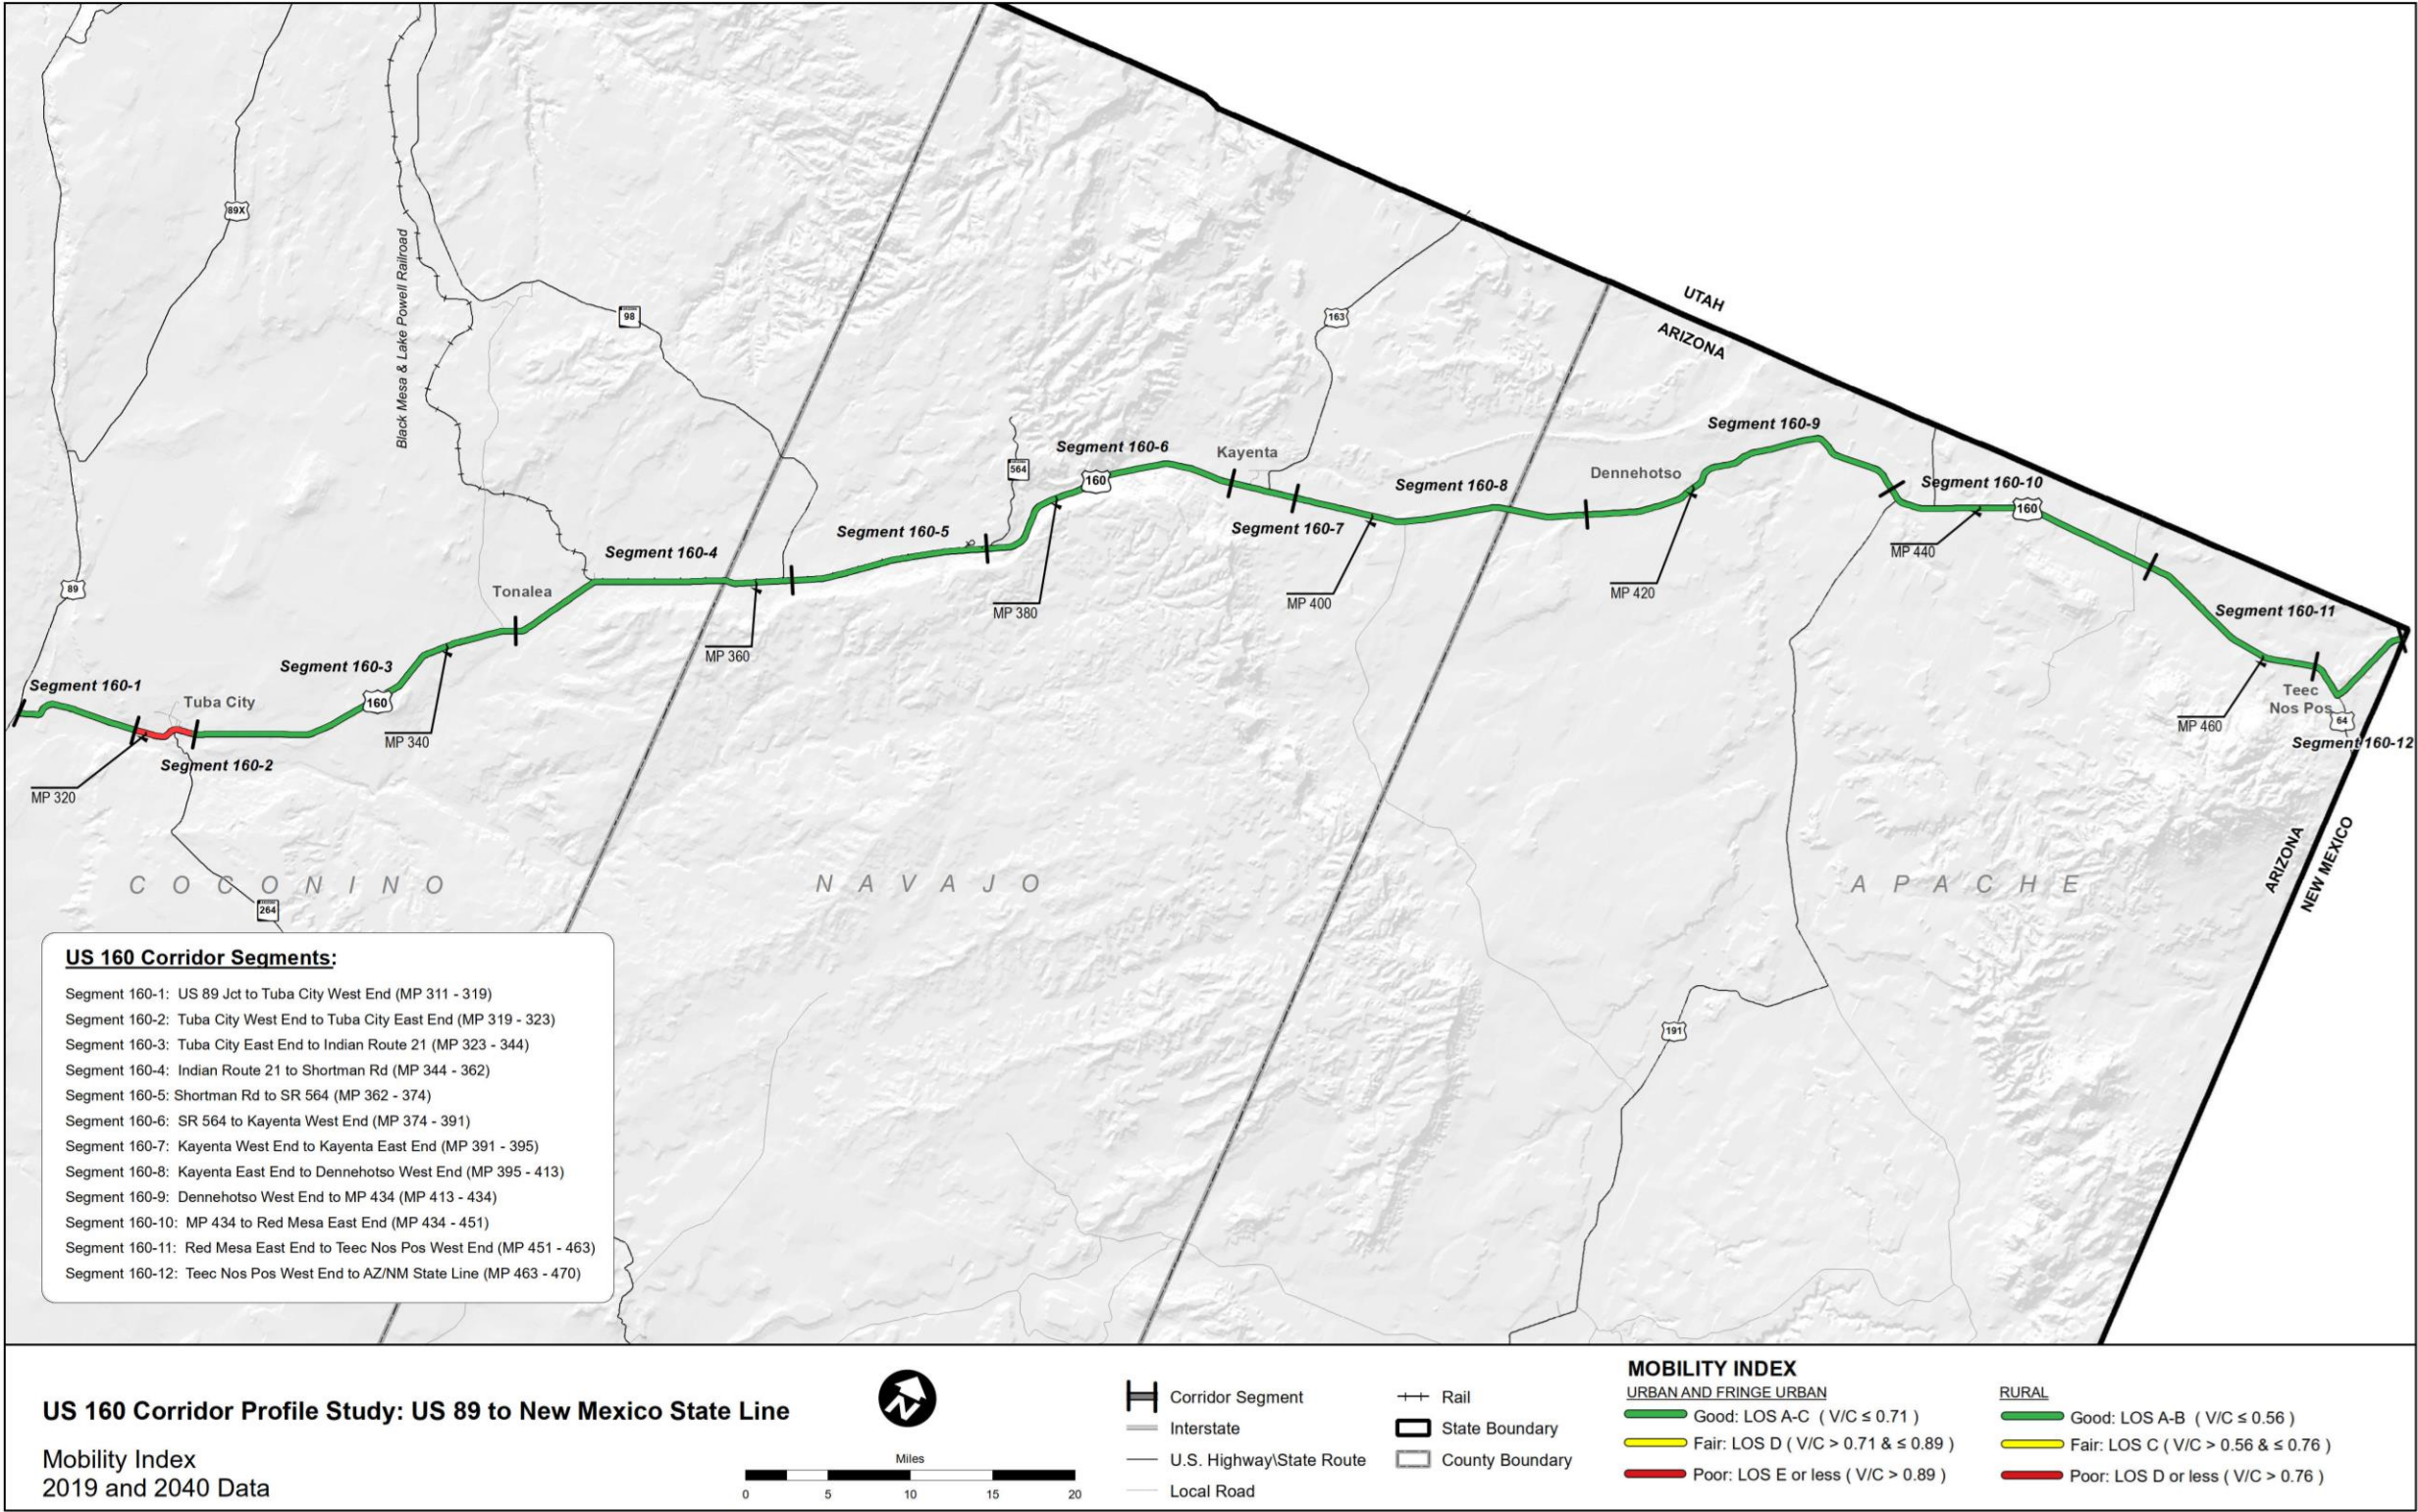 UTAH
ARIZONA
89X
Black Mesa & Lake Powell Railroad
98
163
Segment 160-9
Segment 160-6
Kayenta
564
160
Dennehotso
Segment 160-8
Segment 160-10
160
Segment 160-7
Segment 160-5
Segment 160-4
MP 440
Tonalea
89
MP 380
MP 400
MP 420
Segment 160-11
MP 360
Segment 160-3
Segment 160-1
Tuba City
160
MP 340
Teec
Nos Pos
64
MP 460
Segment 160-12
Segment 160-2
MP 320
ARIZONA
NEW MEXICO
COCONINO
NAVAJO
APACHE
264
191
US 160 Corridor Segments:
Segment 160-1: US 89 Jct to Tuba City West End (MP 311 - 319)
Segment 160-2: Tuba City West End to Tuba City East End (MP 319 - 323)
Segment 160-3: Tuba City East End to Indian Route 21 (MP 323 - 344)
Segment 160-4: Indian Route 21 to Shortman Rd (MP 344 - 362)
Segment 160-5: Shortman Rd to SR 564 (MP 362 - 374)
Segment 160-6: SR 564 to Kayenta West End (MP 374 - 391)
Segment 160-7: Kayenta West End to Kayenta East End (MP 391 - 395)
Segment 160-8: Kayenta East End to Dennehotso West End (MP 395 - 413)
Segment 160-9: Dennehotso West End to MP 434 (MP 413 - 434)
Segment 160-10: MP 434 to Red Mesa East End (MP 434 - 451)
Segment 160-11: Red Mesa East End to Teec Nos Pos West End (MP 451 - 463)
Segment 160-12: Teec Nos Pos West End to AZ/NM State Line (MP 463 - 470)
US 160 Corridor Profile Study: US 89 to New Mexico State Line
Mobility Index
2019 and 2040 Data
N
Miles
0 5 10 15 20
Corridor Segment
Interstate
U.S. Highway\State Route
Local Road
Rail
State Boundary
County Boundary
MOBILITY INDEX
URBAN AND FRINGE URBAN
Good: LOS A-C ( V/C ≤ 0.71 )
Fair: LOS D ( V/C > 0.71 & ≤ 0.89 )
Poor: LOS E or less ( V/C > 0.89 )
RURAL
Good: LOS A-B ( V/C ≤ 0.56 )
Fair: LOS C ( V/C > 0.56 & ≤ 0.76 )
Poor: LOS D or less ( V/C > 0.76 )